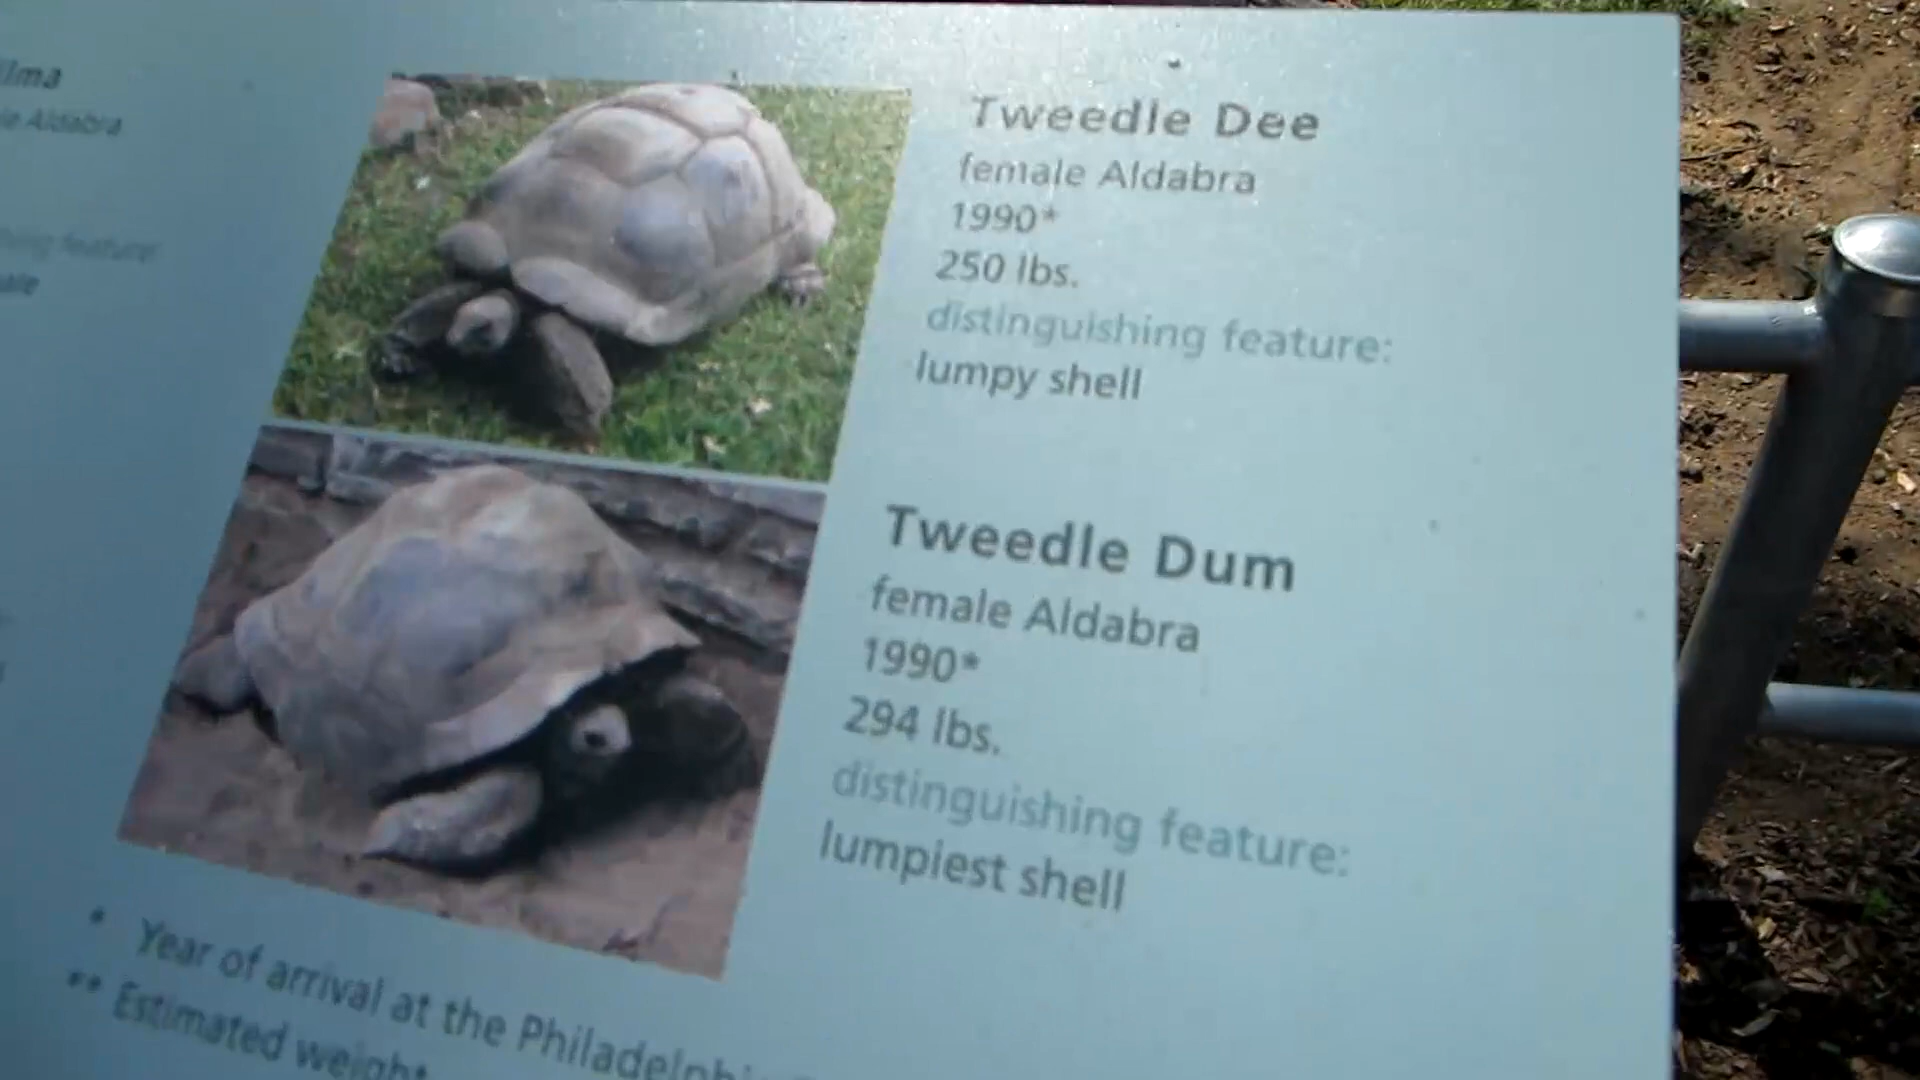 Aldabra
Tweedle Dee
female Aldabra
1990*
250 lbs.
distinguishing feature:
lumpy shell
Tweedle Dum
female Aldabra
1990*
294 lbs.
distinguishing feature:
lumpiest shell
* Year of arrival at the
** Estimated weight